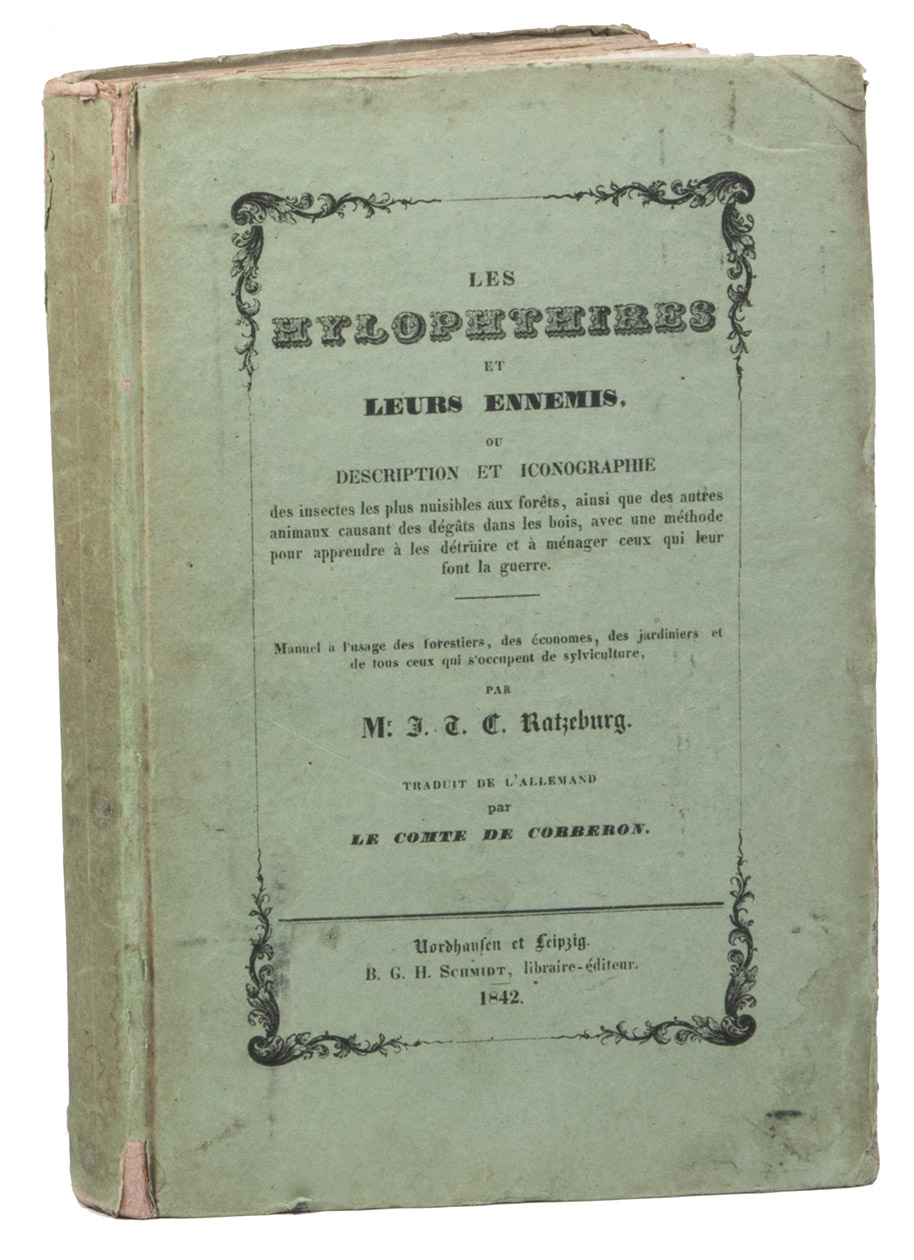 LES
HYLOPHTHIRES
ET
LEURS ENNEMIS,
OU
DESCRIPTION ET ICONOGRAPHIE
des insectes les plus nuisibles aux forêts, ainsi que des autres
animaux causant des dégâts dans les bois, avec une méthode
pour apprendre à les détruire et à ménager ceux qui leur
font la guerre.
Manuel à l'usage des forestiers, des économes, des jardiniers et
de tous ceux qui s'occupent de sylviculture,
PAR
Mr. J. T. C. Ratzeburg.
TRADUIT DE L'ALLEMAND
par
LE COMTE DE CORBERON.
Nordhausen et Leipzig.
B. G. H. SCHMIDT, libraire-éditeur.
1842.